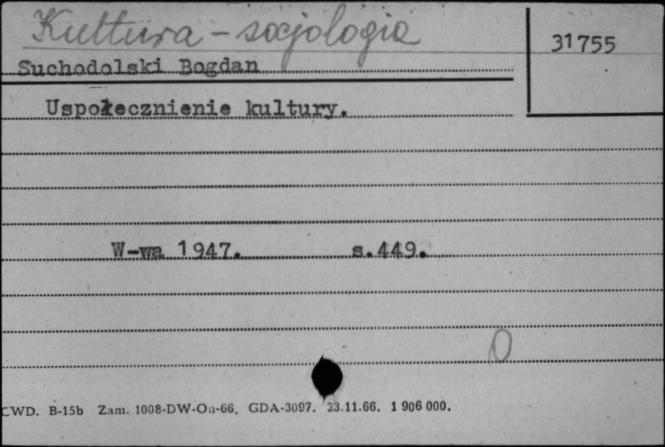 Kultura - socjologia
31755
Suchodolski Bogdan
Uspołecznienie kultury.
W-wa 1947. s.449.
0
CWD. B-15b Zam. 1008-DW-On-66. GDA-3097. 23.11.66. 1 906 000.